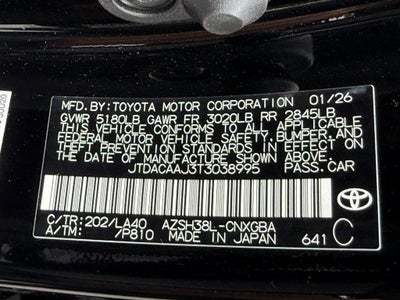 MFD. BY: TOYOTA MOTOR CORPORATION 01/26
GVWR 5180LB GAWR FR 3020LB RR 2845LB
THIS VEHICLE CONFORMS TO ALL APPLICABLE
FEDERAL MOTOR VEHICLE SAFETY, BUMPER, AND
THEFT PREVENTION STANDARDS IN EFFECT ON
THE DATE OF MANUFACTURE SHOWN ABOVE.
JTDACAAJ3T3038995 PASS.CAR
TOYOTA
C/TR: 202/LA40 AZSH38L-CNXGBA C
A/TM: /P810 MADE IN JAPAN 641